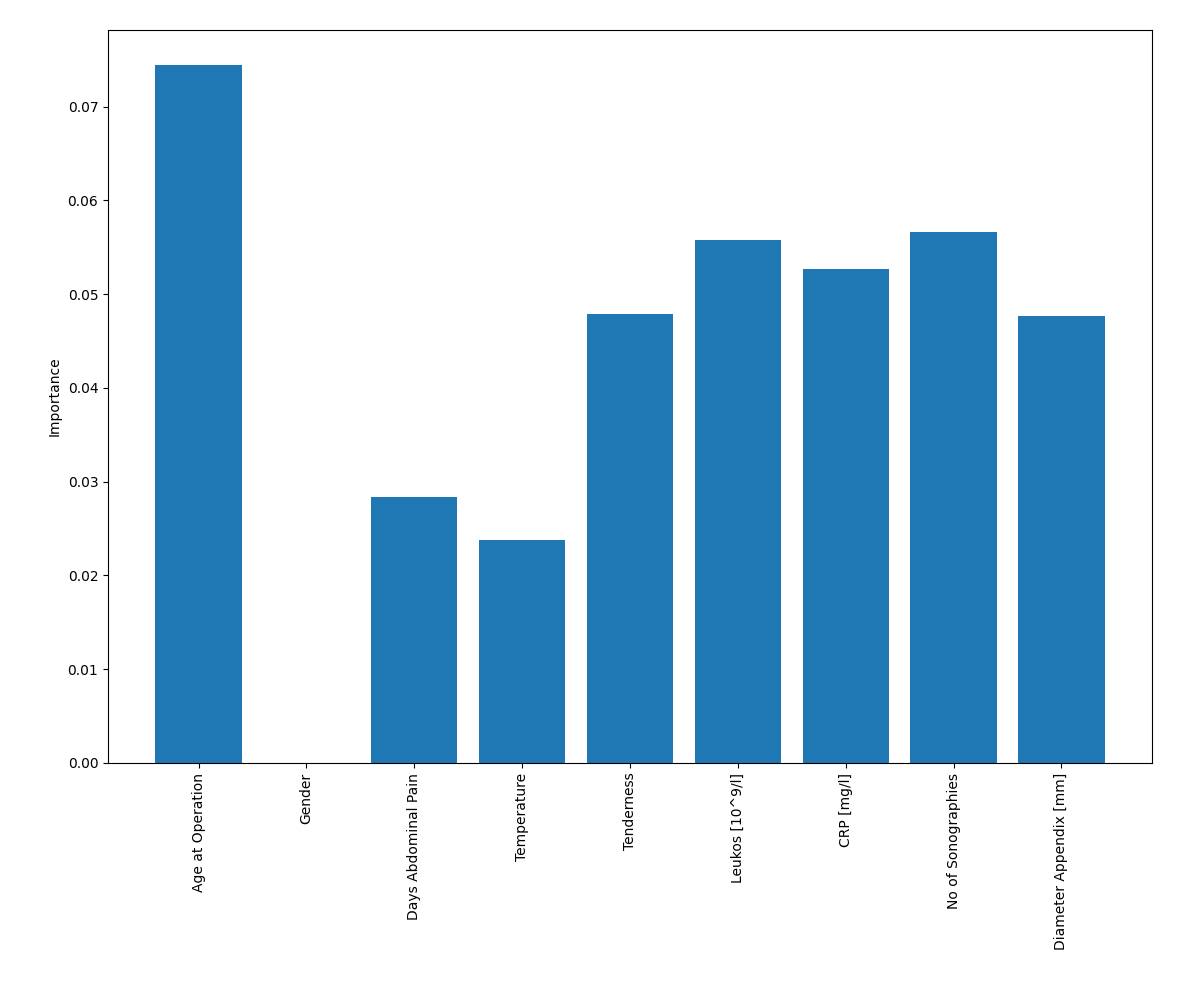 Importance
0.07
0.06
0.05
0.04
0.03
0.02
0.01
0.00
Age at Operation
Gender
Days Abdominal Pain
Temperature
Tenderness
Leukos [10^9/l]
CRP [mg/l]
No of Sonographies
Diameter Appendix [mm]